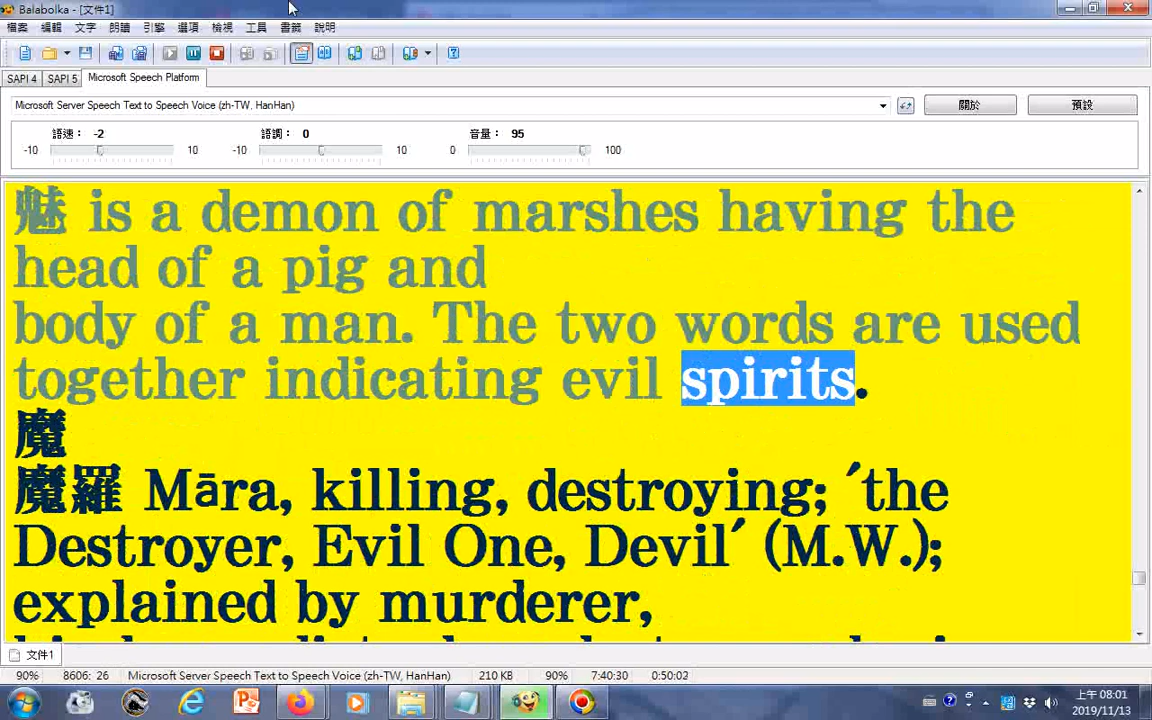 Balabolka - [文件1]
檔案 編輯 文字 朗讀 引擎 選項 檢視 工具 書籤 說明
SAPI 4 SAPI 5 Microsoft Speech Platform
Microsoft Server Speech Text to Speech Voice (zh-TW, HanHan) 關於 預設
語速： -2 語調： 0 音量： 95
-10 10 -10 10 0 100
魅 is a demon of marshes having the
head of a pig and
body of a man. The two words are used
together indicating evil spirits.
魔
魔羅 Māra, killing, destroying; ′the
Destroyer, Evil One, Devil′ (M.W.);
explained by murderer,
文件1
90% 8606: 26 Microsoft Server Speech Text to Speech Voice (zh-TW, HanHan) 210 KB 90% 7:40:30 0:50:02
上午 08:01
2019/11/13